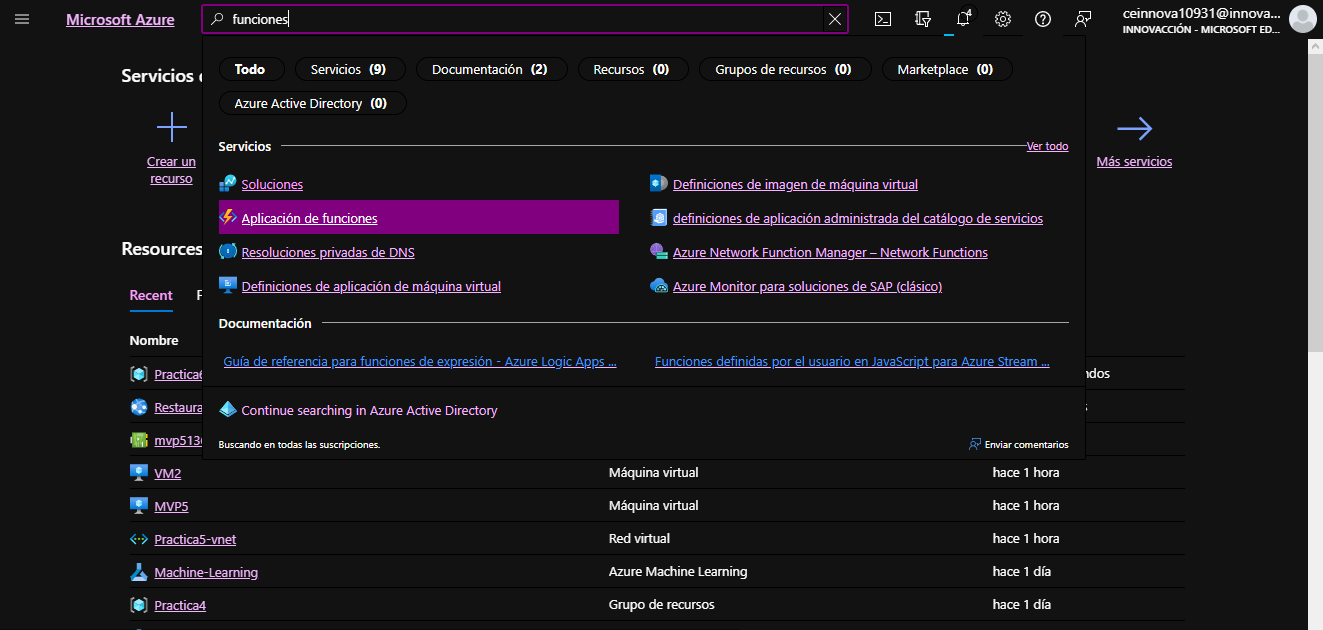 Microsoft Azure
funciones
4
ceinnova10931@innova...
INNOVACCIÓN - MICROSOFT ED...
Todo
Servicios (9)
Documentación (2)
Recursos (0)
Grupos de recursos (0)
Marketplace (0)
Azure Active Directory (0)
Servicios
Servicios
Ver todo
Crear un
recurso
Más servicios
Soluciones
Definiciones de imagen de máquina virtual
Aplicación de funciones
definiciones de aplicación administrada del catálogo de servicios
Resoluciones privadas de DNS
Azure Network Function Manager – Network Functions
Definiciones de aplicación de máquina virtual
Azure Monitor para soluciones de SAP (clásico)
Resources
Recent
Documentación
Nombre
Guía de referencia para funciones de expresión - Azure Logic Apps ...
Funciones definidas por el usuario en JavaScript para Azure Stream ...
Practica6
ndos
Restaura
Continue searching in Azure Active Directory
mvp513
Buscando en todas las suscripciones.
Enviar comentarios
VM2 Máquina virtual hace 1 hora
MVP5 Máquina virtual hace 1 hora
Practica5-vnet Red virtual hace 1 hora
Machine-Learning Azure Machine Learning hace 1 día
Practica4 Grupo de recursos hace 1 día